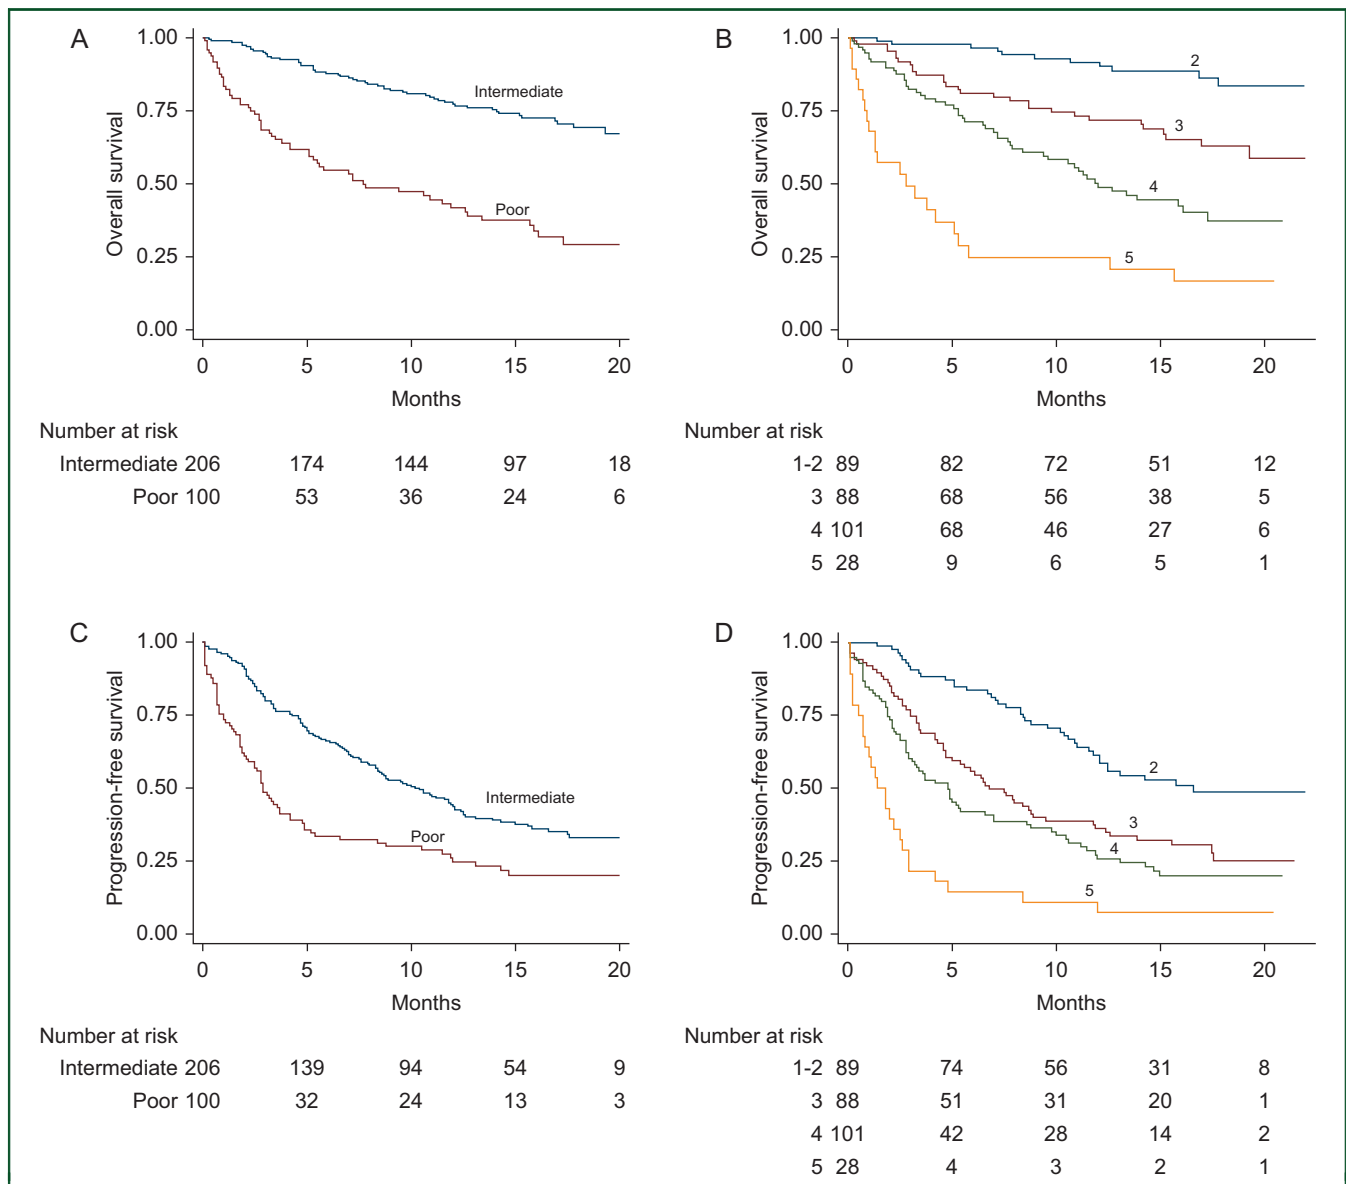 A
1.00
0.75
0.50
0.25
0.00
Overall survival
Intermediate
Poor
0 5 10 15 20
Months
Number at risk
Intermediate 206 174 144 97 18
Poor 100 53 36 24 6
B
1.00
0.75
0.50
0.25
0.00
Overall survival
2
3
4
5
0 5 10 15 20
Months
Number at risk
1-2 89 82 72 51 12
3 88 68 56 38 5
4 101 68 46 27 6
5 28 9 6 5 1
C
1.00
0.75
0.50
0.25
0.00
Progression-free survival
Intermediate
Poor
0 5 10 15 20
Months
Number at risk
Intermediate 206 139 94 54 9
Poor 100 32 24 13 3
D
1.00
0.75
0.50
0.25
0.00
Progression-free survival
2
3
4
5
0 5 10 15 20
Months
Number at risk
1-2 89 74 56 31 8
3 88 51 31 20 1
4 101 42 28 14 2
5 28 4 3 2 1